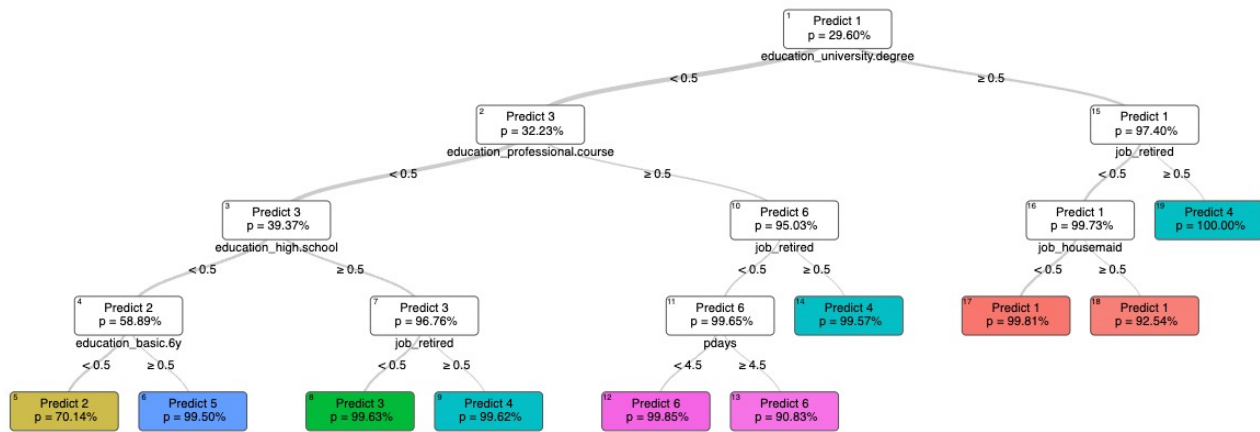 1
Predict 1
p = 29.60%
education_university.degree
< 0.5
≥ 0.5
2
Predict 3
p = 32.23%
education_professional.course
15
Predict 1
p = 97.40%
job_retired
< 0.5
≥ 0.5
< 0.5
≥ 0.5
3
Predict 3
p = 39.37%
education_high.school
10
Predict 6
p = 95.03%
job_retired
16
Predict 1
p = 99.73%
job_housemaid
19
Predict 4
p = 100.00%
< 0.5
≥ 0.5
< 0.5
≥ 0.5
< 0.5
≥ 0.5
4
Predict 2
p = 58.89%
education_basic.6y
7
Predict 3
p = 96.76%
job_retired
11
Predict 6
p = 99.65%
pdays
14
Predict 4
p = 99.57%
17
Predict 1
p = 99.81%
18
Predict 1
p = 92.54%
< 0.5
≥ 0.5
< 0.5
≥ 0.5
< 4.5
≥ 4.5
5
Predict 2
p = 70.14%
6
Predict 5
p = 99.50%
8
Predict 3
p = 99.63%
9
Predict 4
p = 99.62%
12
Predict 6
p = 99.85%
13
Predict 6
p = 90.83%